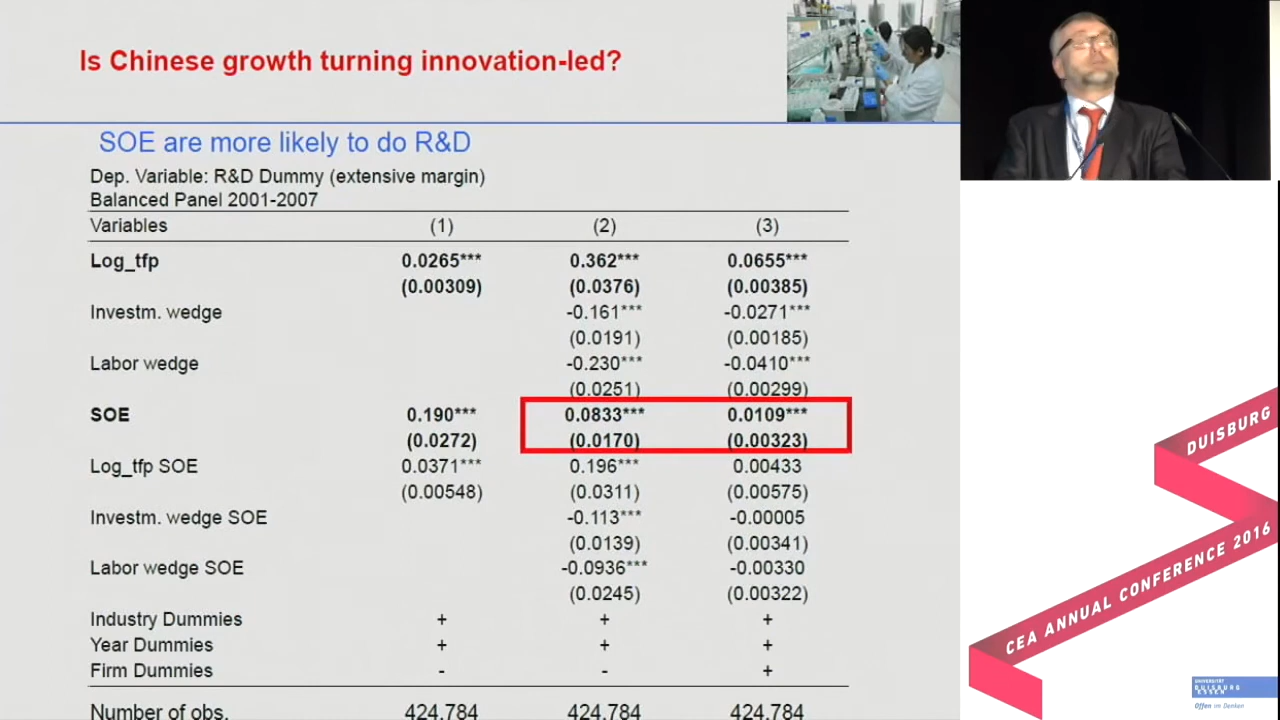 Is Chinese growth turning innovation-led?
SOE are more likely to do R&D
Dep. Variable: R&D Dummy (extensive margin)
Balanced Panel 2001-2007
Variables (1) (2) (3)
Log_tfp 0.0265*** 0.362*** 0.0655***
(0.00309) (0.0376) (0.00385)
Investm. wedge -0.161*** -0.0271***
(0.0191) (0.00185)
Labor wedge -0.230*** -0.0410***
(0.0251) (0.00299)
SOE 0.190*** 0.0833*** 0.0109***
(0.0272) (0.0170) (0.00323)
Log_tfp SOE 0.0371*** 0.196*** 0.00433
(0.00548) (0.0311) (0.00575)
Investm. wedge SOE -0.113*** -0.00005
(0.0139) (0.00341)
Labor wedge SOE -0.0936*** -0.00330
(0.0245) (0.00322)
Industry Dummies + + +
Year Dummies + + +
Firm Dummies - - +
Number of obs. 424,784 424,784 424,784
DUISBURG
CEA ANNUAL CONFERENCE 2016
UNIVERSITÄT
DUISBURG
ESSEN
Offen im Denken